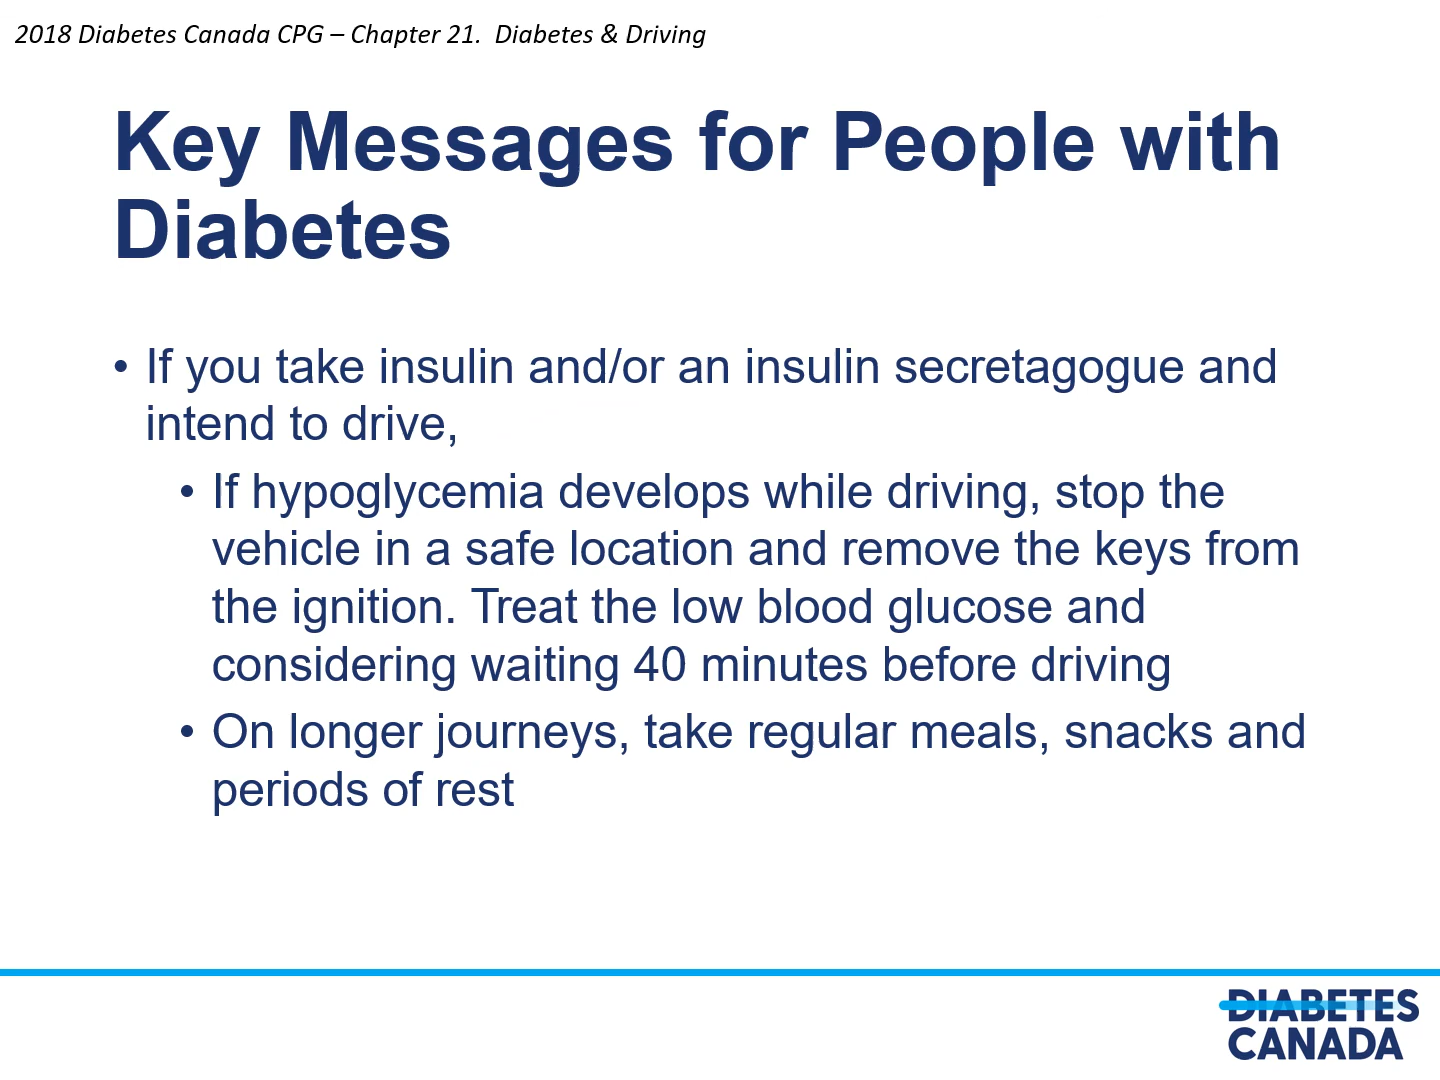 2018 Diabetes Canada CPG – Chapter 21.  Diabetes & Driving
Key Messages for People with
Diabetes
• If you take insulin and/or an insulin secretagogue and
intend to drive,
• If hypoglycemia develops while driving, stop the
vehicle in a safe location and remove the keys from
the ignition. Treat the low blood glucose and
considering waiting 40 minutes before driving
• On longer journeys, take regular meals, snacks and
periods of rest
DIABETES
CANADA